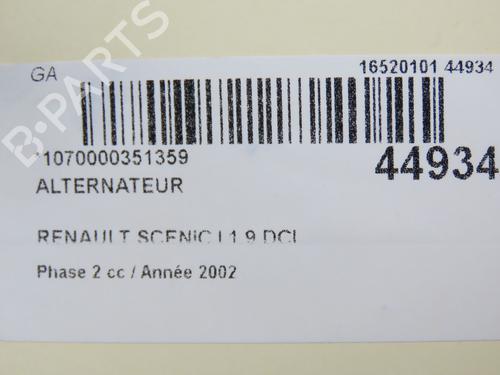 GA
16520101 44934
*1070000351359
44934
ALTERNATEUR
RENAULT SCENIC I 1.9 DCI
Phase 2 cc / Année 2002
B-PARTS